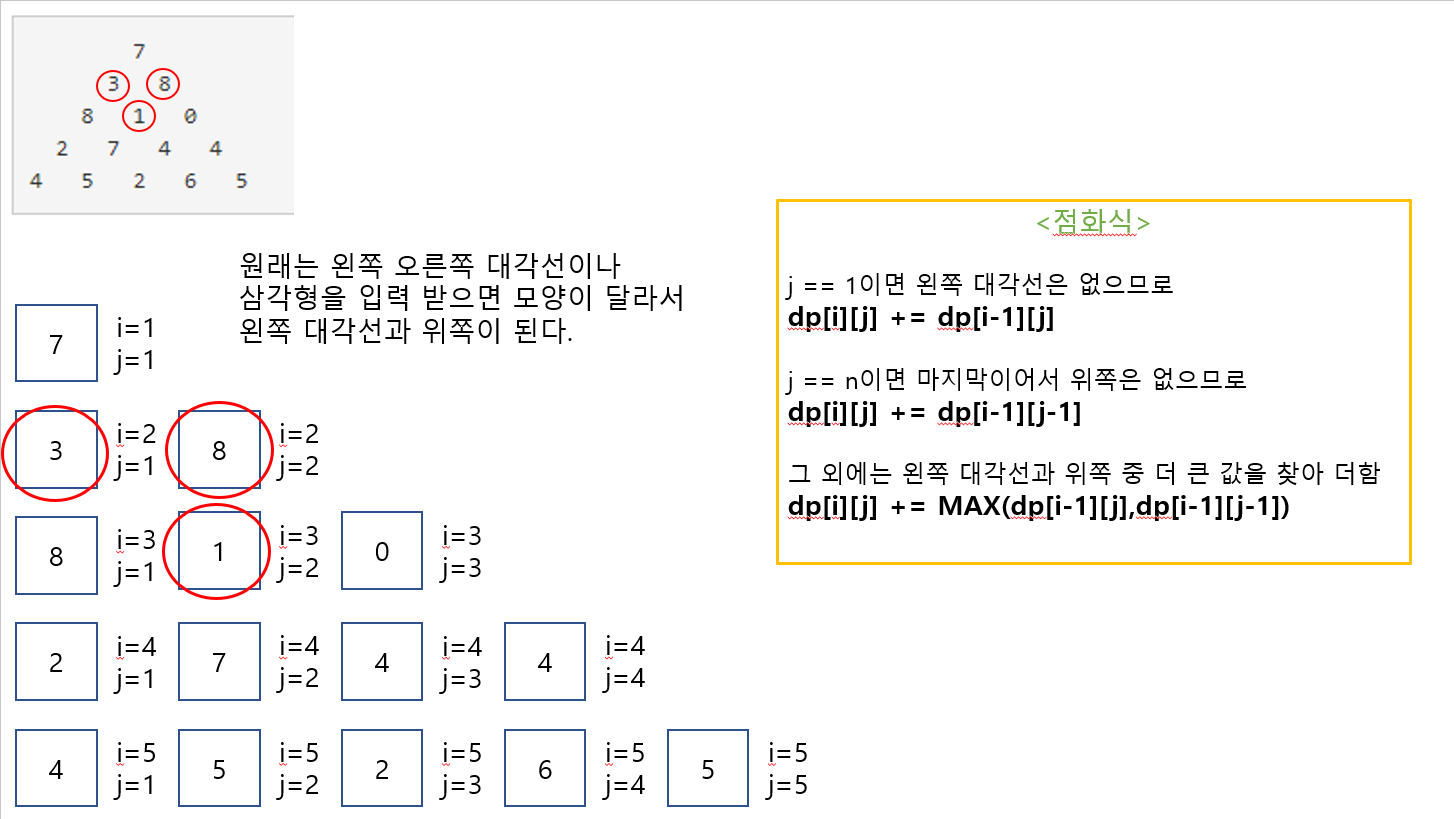 7
3 8
8 1 0
2 7 4 4
4 5 2 6 5
원래는 왼쪽 오른쪽 대각선이나
삼각형을 입력 받으면 모양이 달라서
왼쪽 대각선과 위쪽이 된다.
<점화식>
j == 1이면 왼쪽 대각선은 없으므로
dp[i][j] += dp[i-1][j]
j == n이면 마지막이어서 위쪽은 없으므로
dp[i][j] += dp[i-1][j-1]
그 외에는 왼쪽 대각선과 위쪽 중 더 큰 값을 찾아 더함
dp[i][j] += MAX(dp[i-1][j],dp[i-1][j-1])
7
i=1
j=1
3
i=2
j=1
8
i=2
j=2
8
i=3
j=1
1
i=3
j=2
0
i=3
j=3
2
i=4
j=1
7
i=4
j=2
4
i=4
j=3
4
i=4
j=4
4
i=5
j=1
5
i=5
j=2
2
i=5
j=3
6
i=5
j=4
5
i=5
j=5